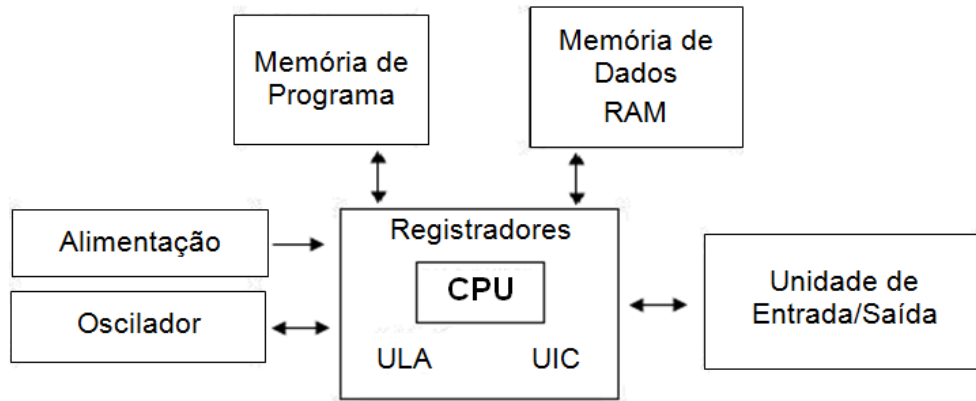 Memória de
Programa
Memória de
Dados
RAM
Alimentação
Oscilador
Registradores
CPU
ULA UIC
Unidade de
Entrada/Saída